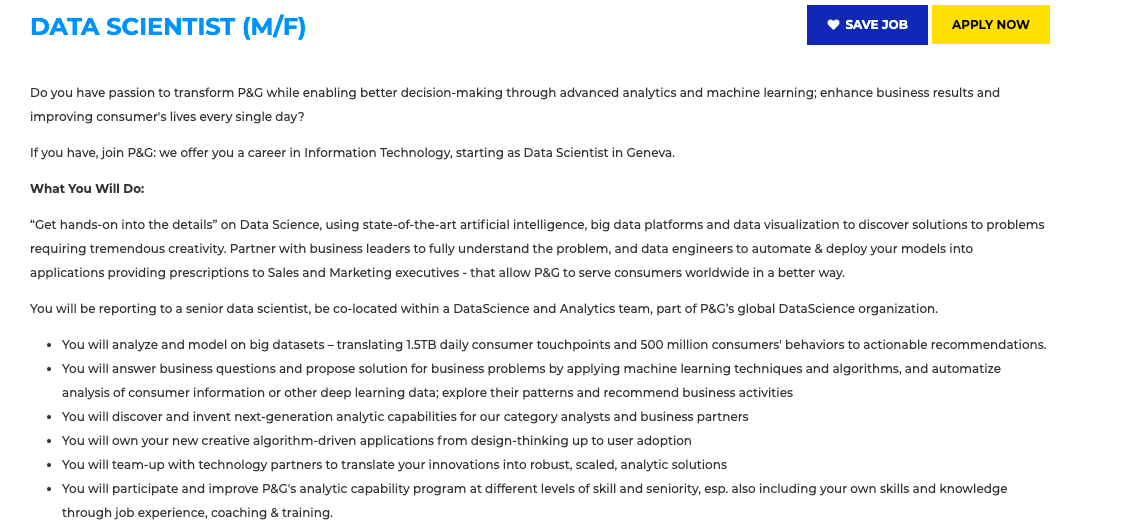 DATA SCIENTIST (M/F)
SAVE JOB
APPLY NOW
Do you have passion to transform P&G while enabling better decision-making through advanced analytics and machine learning; enhance business results and
improving consumer's lives every single day?
If you have, join P&G: we offer you a career in Information Technology, starting as Data Scientist in Geneva.
What You Will Do:
“Get hands-on into the details” on Data Science, using state-of-the-art artificial intelligence, big data platforms and data visualization to discover solutions to problems
requiring tremendous creativity. Partner with business leaders to fully understand the problem, and data engineers to automate & deploy your models into
applications providing prescriptions to Sales and Marketing executives - that allow P&G to serve consumers worldwide in a better way.
You will be reporting to a senior data scientist, be co-located within a DataScience and Analytics team, part of P&G’s global DataScience organization.
• You will analyze and model on big datasets – translating 1.5TB daily consumer touchpoints and 500 million consumers' behaviors to actionable recommendations.
• You will answer business questions and propose solution for business problems by applying machine learning techniques and algorithms, and automatize
analysis of consumer information or other deep learning data; explore their patterns and recommend business activities
• You will discover and invent next-generation analytic capabilities for our category analysts and business partners
• You will own your new creative algorithm-driven applications from design-thinking up to user adoption
• You will team-up with technology partners to translate your innovations into robust, scaled, analytic solutions
• You will participate and improve P&G's analytic capability program at different levels of skill and seniority, esp. also including your own skills and knowledge
through job experience, coaching & training.